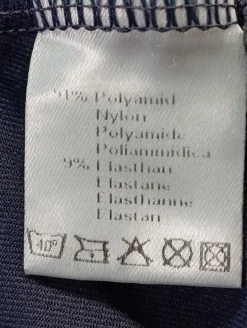 91% Polyamid
Nylon
Polyamide
Poliammidica
9% Elasthan
Elastane
Elasthanne
Elastan
40°